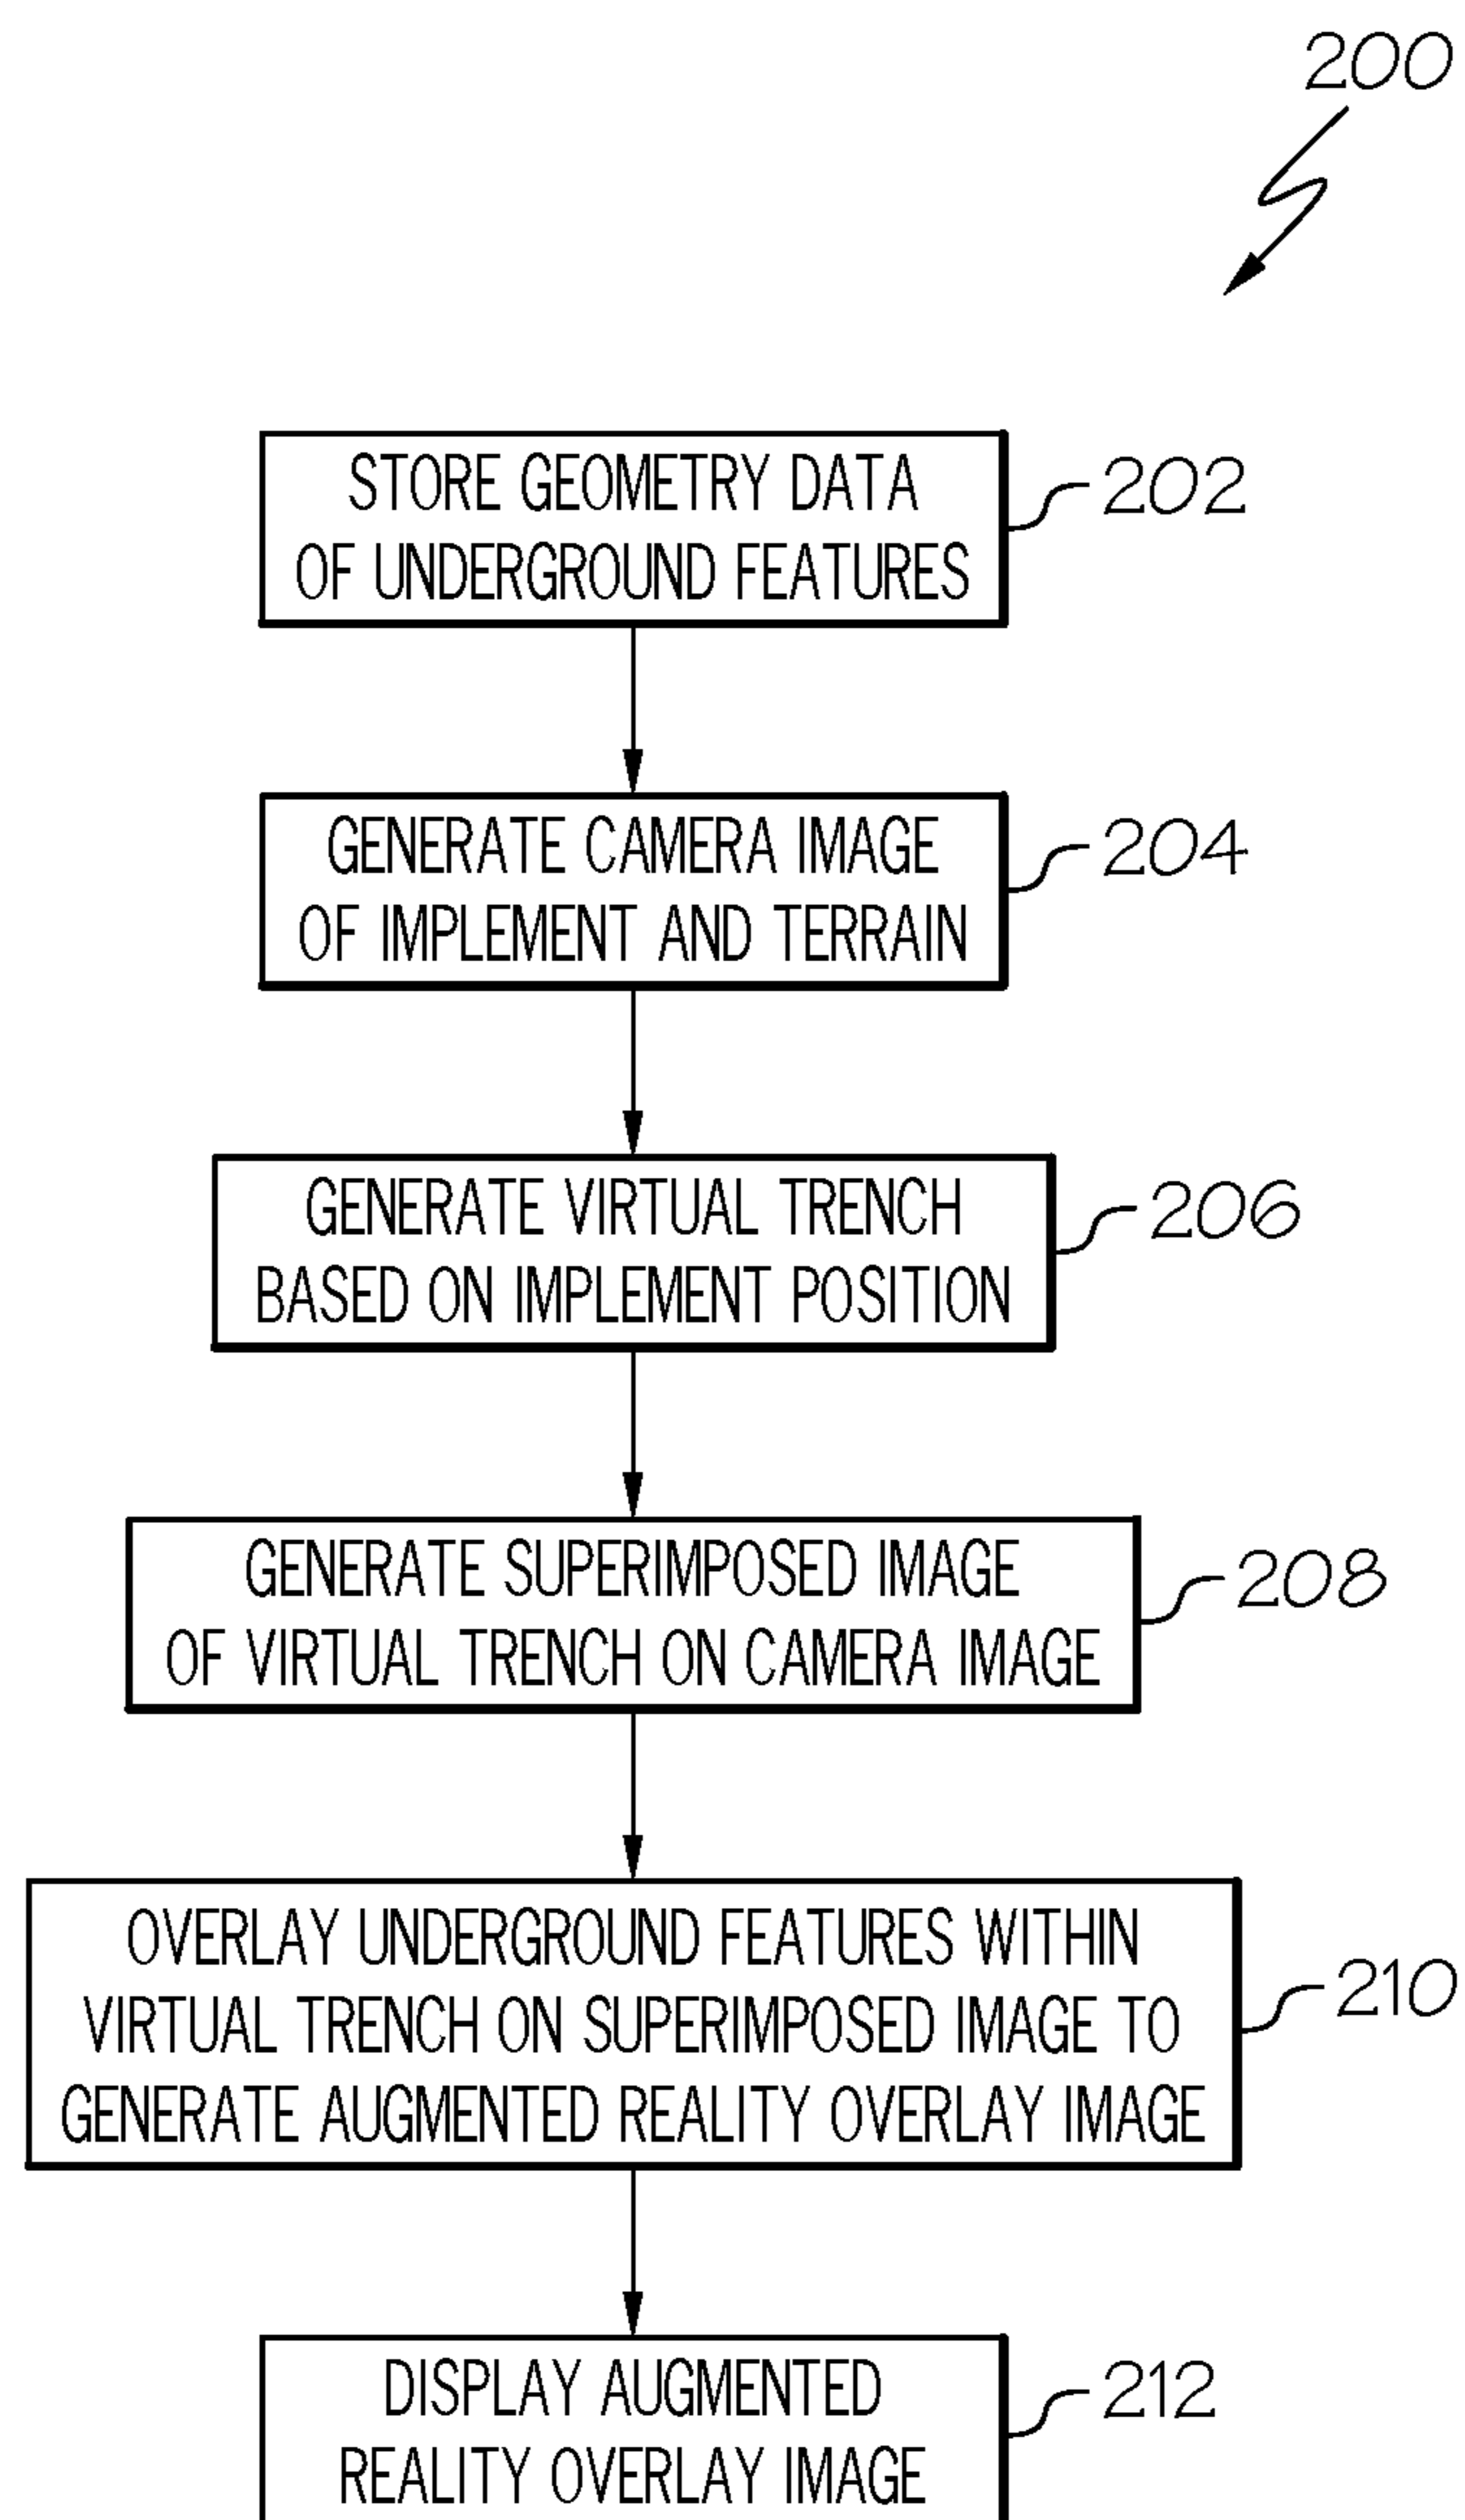 200
STORE GEOMETRY DATA
OF UNDERGROUND FEATURES
202
GENERATE CAMERA IMAGE
OF IMPLEMENT AND TERRAIN
204
GENERATE VIRTUAL TRENCH
BASED ON IMPLEMENT POSITION
206
GENERATE SUPERIMPOSED IMAGE
OF VIRTUAL TRENCH ON CAMERA IMAGE
208
OVERLAY UNDERGROUND FEATURES WITHIN
VIRTUAL TRENCH ON SUPERIMPOSED IMAGE TO
GENERATE AUGMENTED REALITY OVERLAY IMAGE
210
DISPLAY AUGMENTED
REALITY OVERLAY IMAGE
212